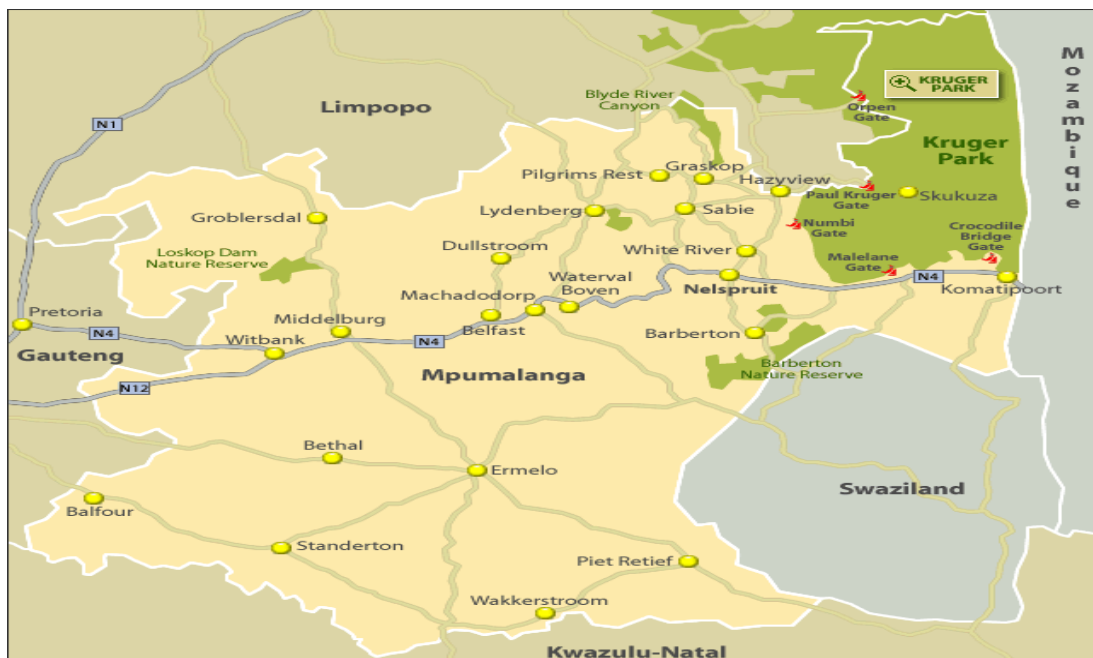 Mozambique
KRUGER
PARK
Blyde River
Canyon
Limpopo
Orpen
Gate
N1
Kruger
Park
Graskop
Pilgrims Rest
Hazyview
Paul Kruger
Gate
Skukuza
Groblersdal
Lydenberg
Sabie
Numbi
Gate
Crocodile
Bridge
Gate
Dullstroom
White River
Loskop Dam
Nature Reserve
Malelane
Gate
Waterval
Boven
N4
Nelspruit
Komatipoort
Machadodorp
Pretoria
Middelburg
Belfast
N4
Witbank
N4
Barberton
Gauteng
Barberton
Nature Reserve
Mpumalanga
N12
Bethal
Ermelo
Swaziland
Balfour
Standerton
Piet Retief
Wakkerstroom
Kwazulu-Natal